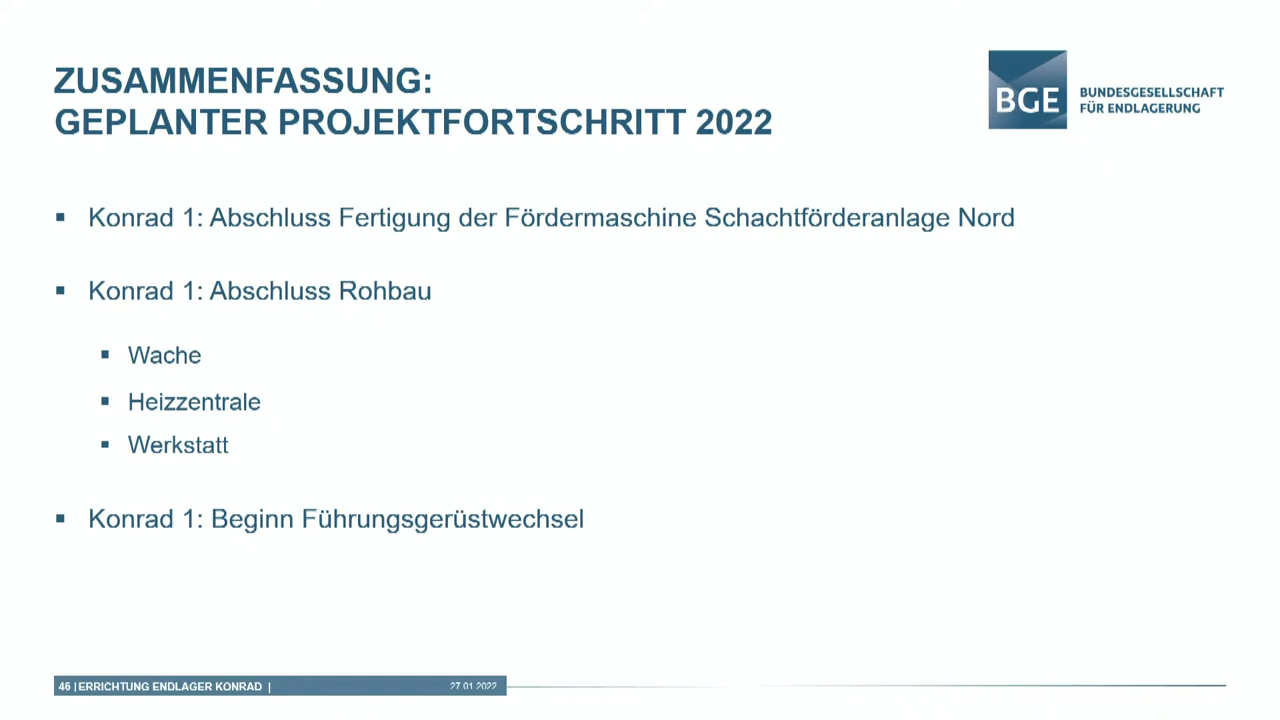 ZUSAMMENFASSUNG:
GEPLANTER PROJEKTFORTSCHRITT 2022
BGE
BUNDESGESELLSCHAFT
FÜR ENDLAGERUNG
▪ Konrad 1: Abschluss Fertigung der Fördermaschine Schachtförderanlage Nord
▪ Konrad 1: Abschluss Rohbau
▪ Wache
▪ Heizzentrale
▪ Werkstatt
▪ Konrad 1: Beginn Führungsgerüstwechsel
46 | ERRICHTUNG ENDLAGER KONRAD | 27.01.2022